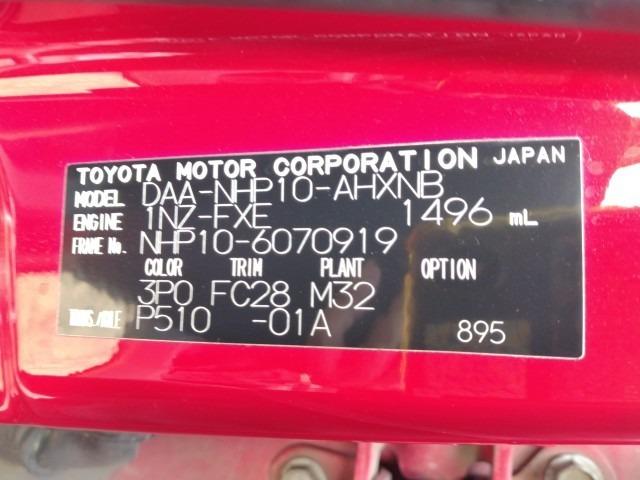 TOYOTA MOTOR CORPORATION JAPAN
MODEL DAA-NHP10-AHXNB
ENGINE 1NZ-FXE 1496 mL
FRAME No. NHP10-6070919
COLOR TRIM PLANT OPTION
3P0 FC28 M32
TRANS./AXLE P510 -01A 895